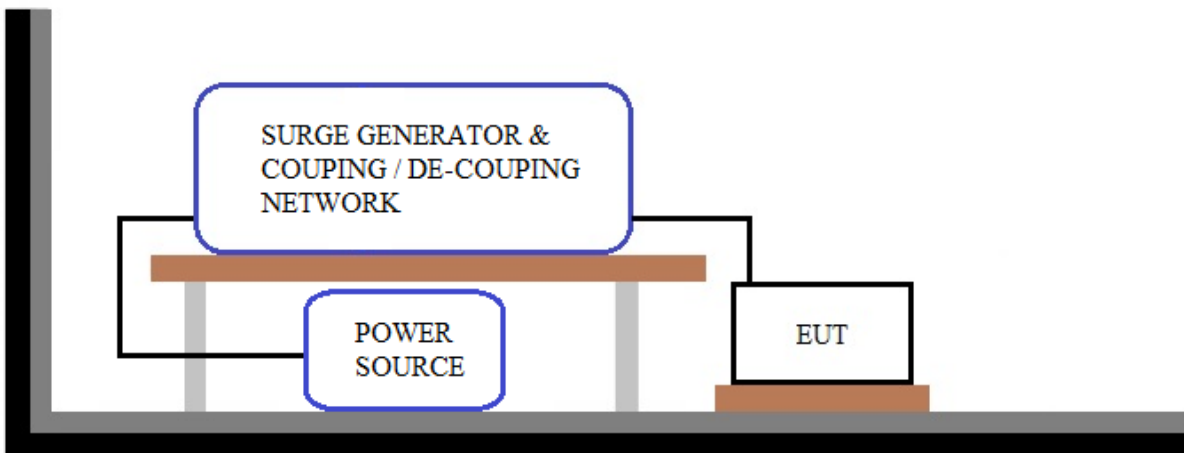 SURGE GENERATOR &
COUPING / DE-COUPING
NETWORK
POWER
SOURCE
EUT